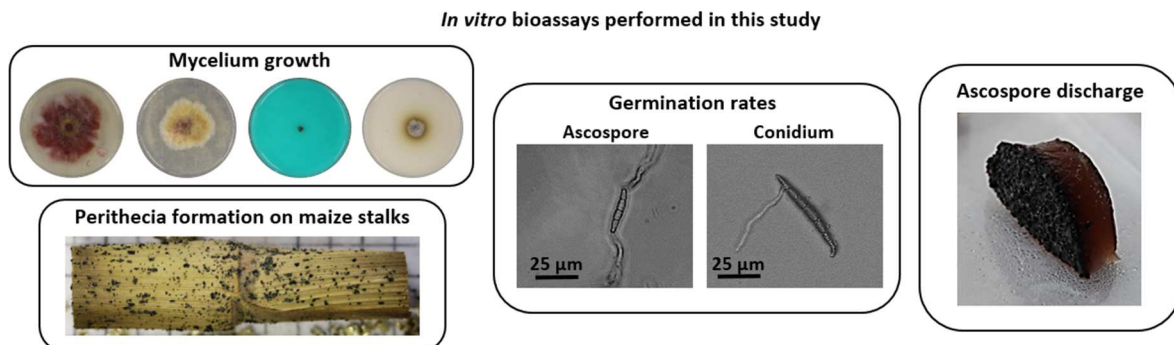 In vitro bioassays performed in this study
Mycelium growth
Perithecia formation on maize stalks
Germination rates
Ascospore
Conidium
25 µm
25 µm
Ascospore discharge